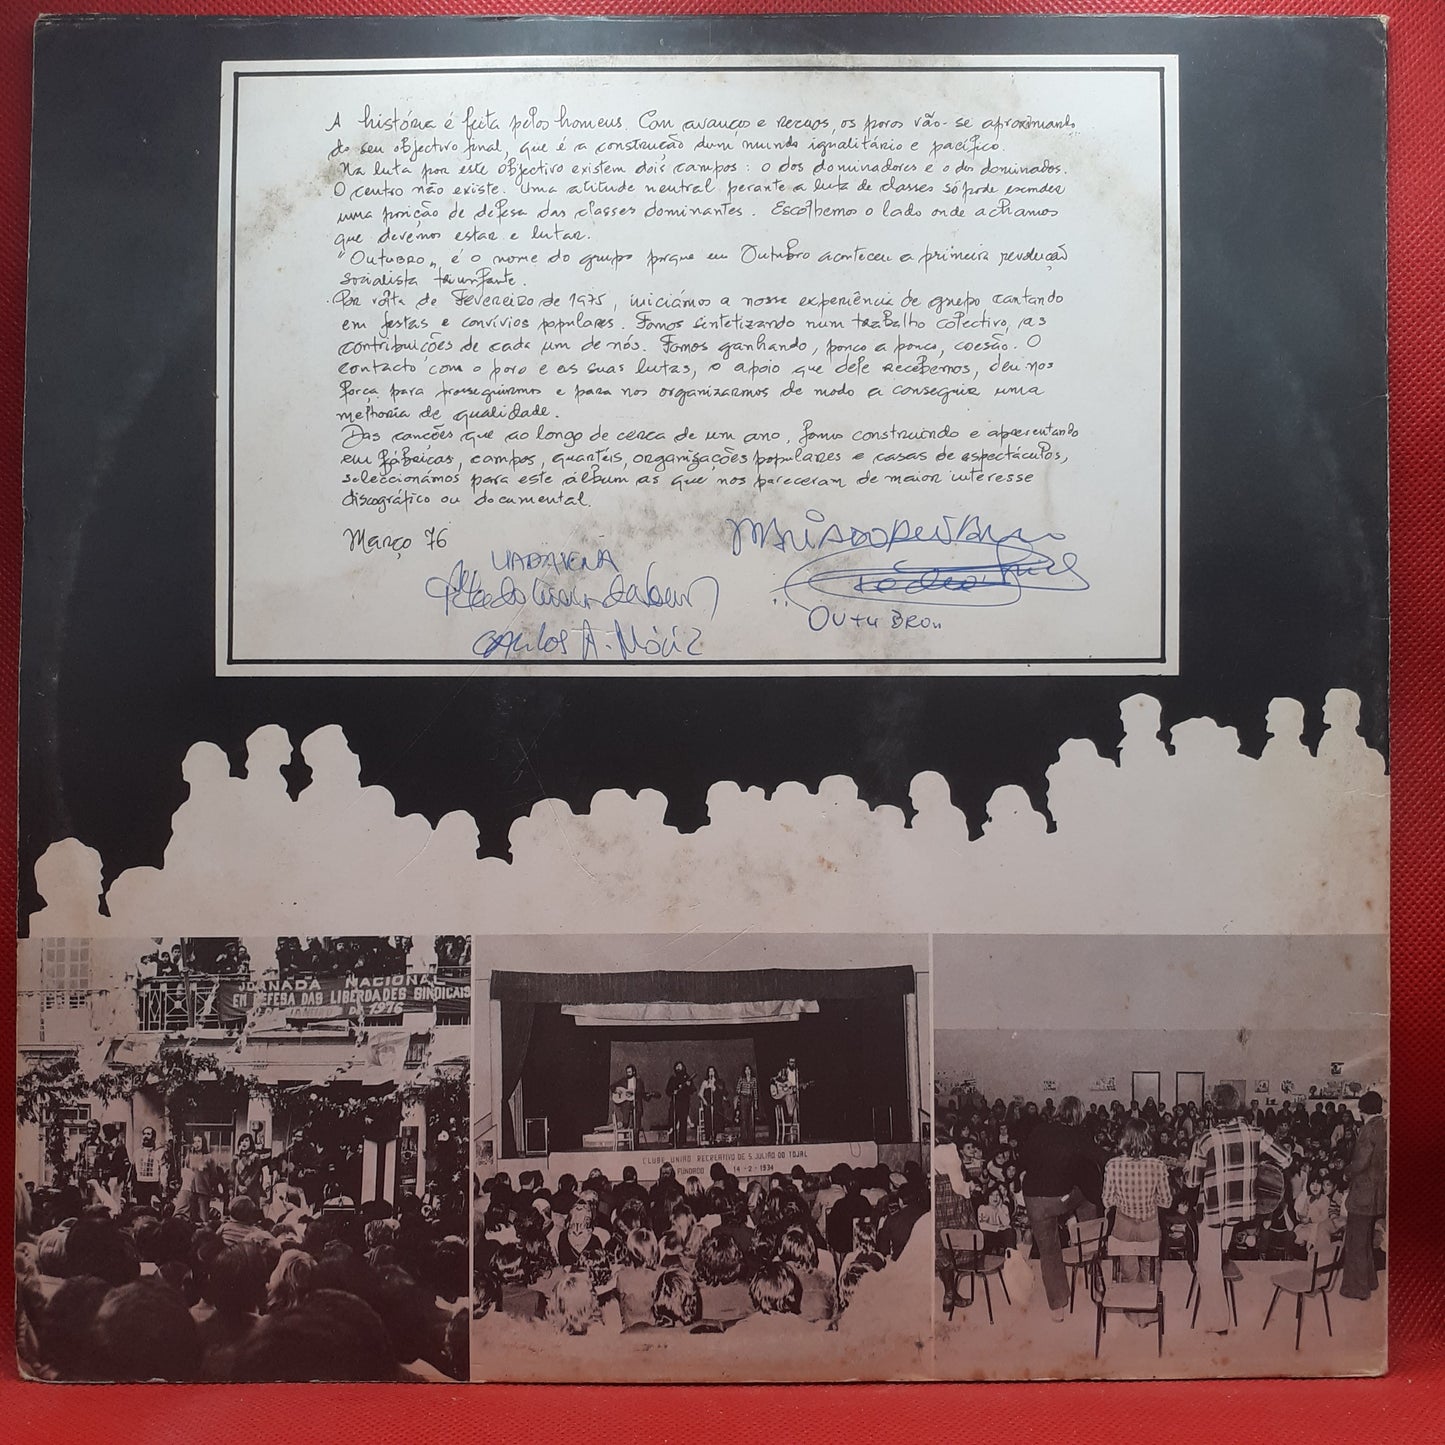 A história é feita pelos homens. Com avanços e recuos, os povos vão-se aproximando
do seu objectivo final, que é a construção dum mundo igualitário e pacífico.
Na luta por este objectivo existem dois campos: o dos dominadores e o dos dominados.
O centro não existe. Uma atitude neutral perante a luta de classes só pode esconder
uma posição de defesa das classes dominantes. Escolhemos o lado onde achamos
que devemos estar e lutar.
"OUTUBRO" é o nome do grupo porque em Outubro aconteceu a primeira revolução
socialista triunfante.
Por volta de Fevereiro de 1975, iniciámos a nossa experiência de grupo cantando
em festas e convívios populares. Fomos sintetizando num trabalho colectivo, as
contribuições de cada um de nós. Fomos ganhando, pouco a pouco, coesão. O
contacto com o povo e as suas lutas, o apoio que dele recebemos, deu-nos
força para prosseguirmos e para nos organizarmos de modo a conseguir uma
melhoria de qualidade.
Das canções que ao longo de cerca de um ano, fomos construindo e apresentando
em fábricas, campos, quartéis, organizações populares e casas de espectáculos,
seleccionámos para este álbum as que nos pareceram de maior interesse
discográfico ou documental.
Março 76
MADALENA
CARLOS A. Moniz
OUTUBRO"
JORNADA NACIONAL
EM DEFESA DAS LIBERDADES SINDICAIS
1976
CLUBE UNIÃO RECREATIVO DE S. JULIÃO DO TOJAL
FUNDADO 14-2-1934